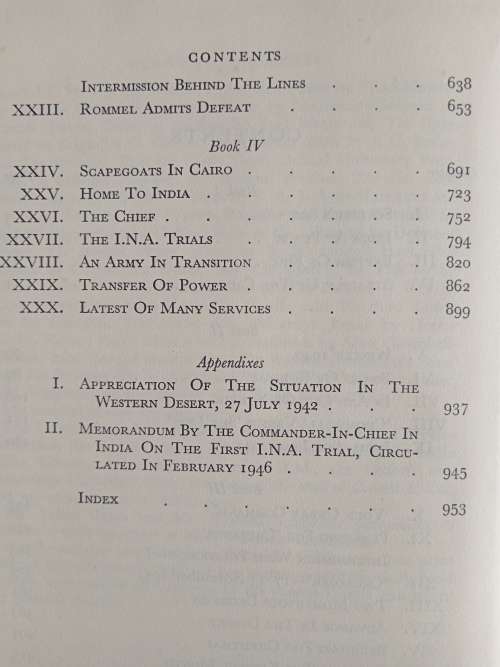 CONTENTS
INTERMISSION BEHIND THE LINES . . . 638
XXIII. ROMMEL ADMITS DEFEAT . . . . 653
Book IV
XXIV. SCAPEGOATS IN CAIRO . . . . . 691
XXV. HOME TO INDIA . . . . . . 723
XXVI. THE CHIEF . . . . . . . 752
XXVII. THE I.N.A. TRIALS . . . . . 794
XXVIII. AN ARMY IN TRANSITION . . . . 820
XXIX. TRANSFER OF POWER . . . . . 862
XXX. LATEST OF MANY SERVICES . . . . 899
Appendixes
I. APPRECIATION OF THE SITUATION IN THE
WESTERN DESERT, 27 JULY 1942 . . . 937
II. MEMORANDUM BY THE COMMANDER-IN-CHIEF IN
INDIA ON THE FIRST I.N.A. TRIAL, CIRCU-
LATED IN FEBRUARY 1946 . . . . 945
INDEX . . . . . . . 953